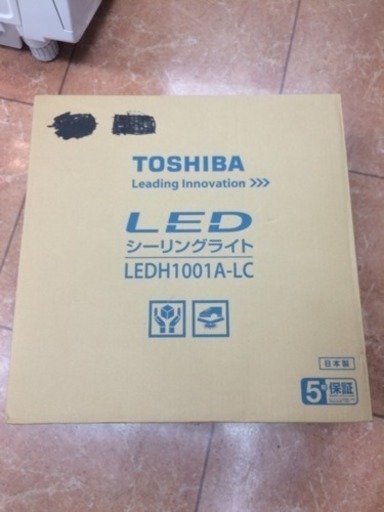 TOSHIBA
Leading Innovation >>>
LED
シーリングライト
LEDH1001A-LC
日本製
5年保証